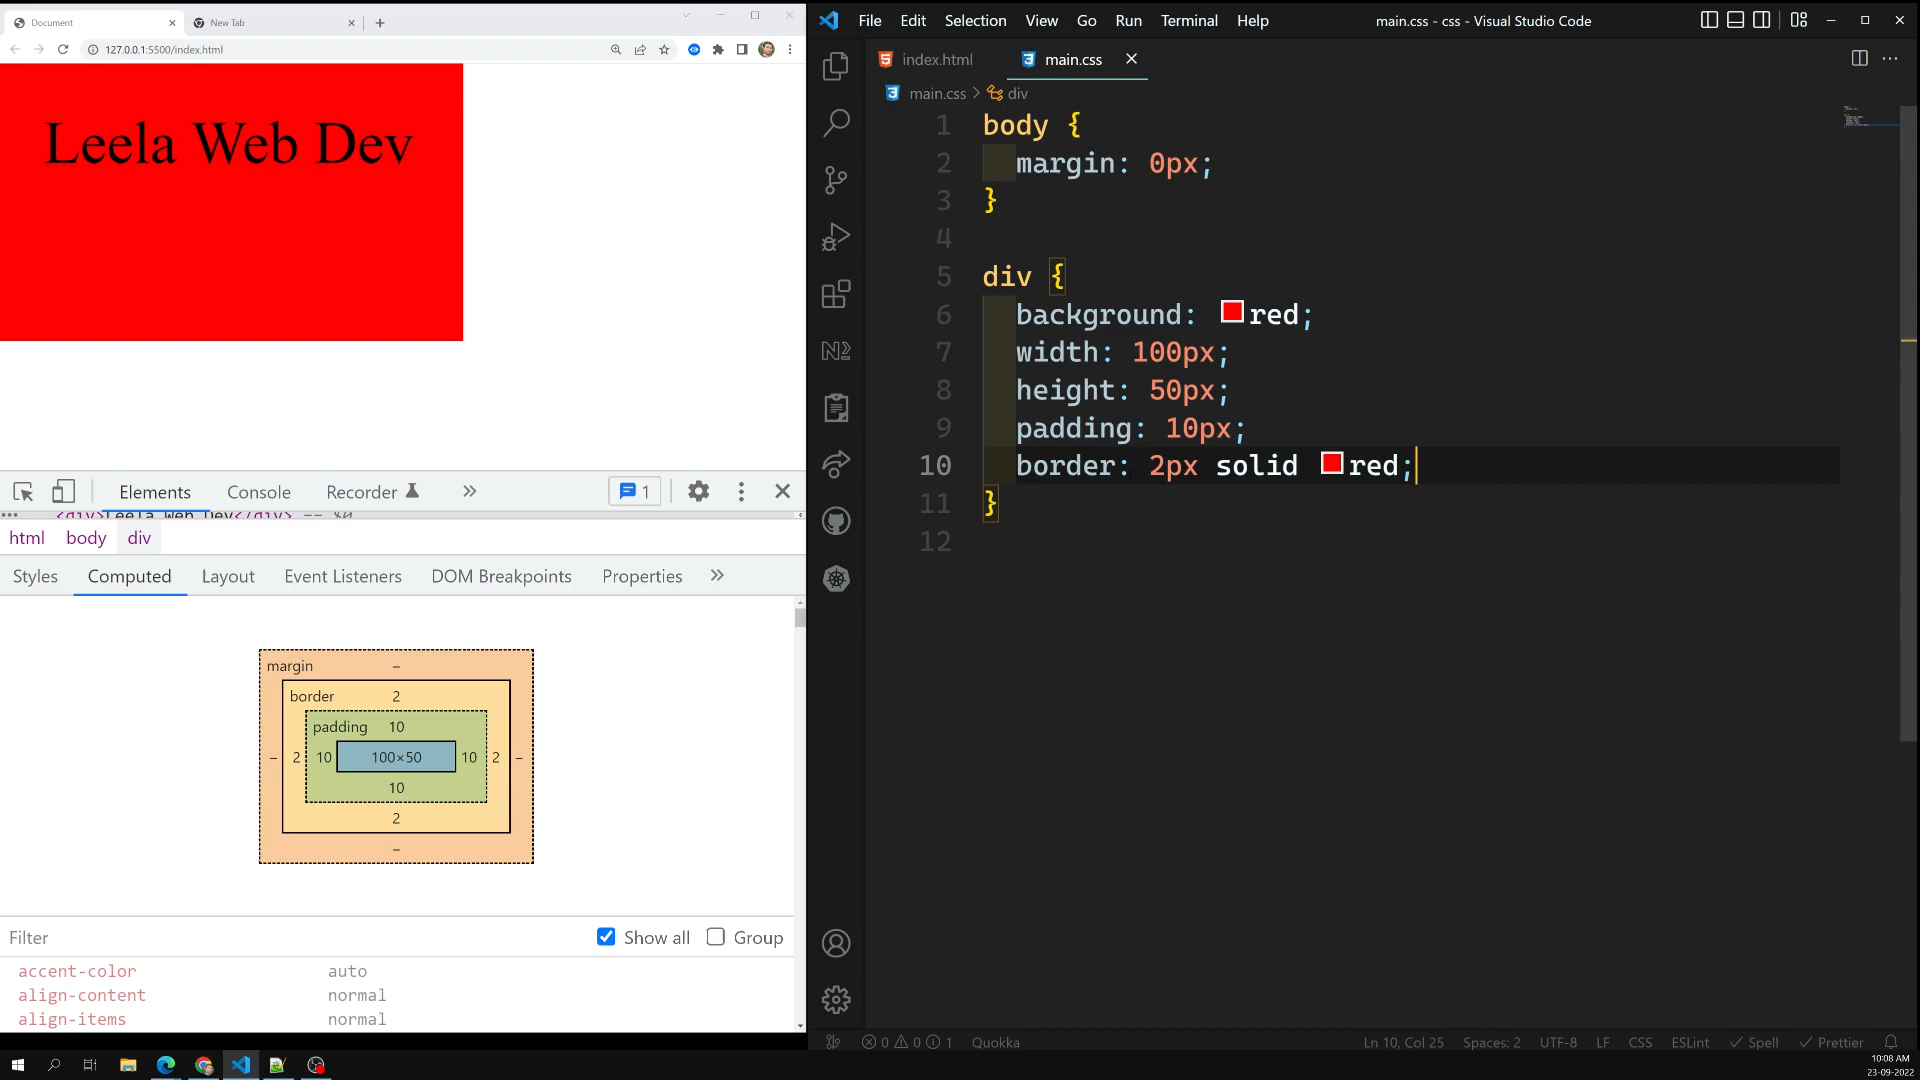 Document
New Tab
127.0.0.1:5500/index.html
Leela Web Dev
Elements
Console
Recorder
1
<div>Leela Web Dev</div> == $0
html
body
div
Styles
Computed
Layout
Event Listeners
DOM Breakpoints
Properties
margin
–
border
2
padding
10
–
2
10
100×50
10
2
–
10
2
–
Filter
Show all
Group
accent-color
auto
align-content
normal
align-items
normal
File
Edit
Selection
View
Go
Run
Terminal
Help
main.css - css - Visual Studio Code
index.html
main.css
main.css
div
1 body {
2 margin: 0px;
3 }
4
5 div {
6 background: red;
7 width: 100px;
8 height: 50px;
9 padding: 10px;
10 border: 2px solid red;
11 }
12
0
0
1
Quokka
Ln 10, Col 25
Spaces: 2
UTF-8
LF
CSS
ESLint
Spell
Prettier
10:08 AM
23-09-2022